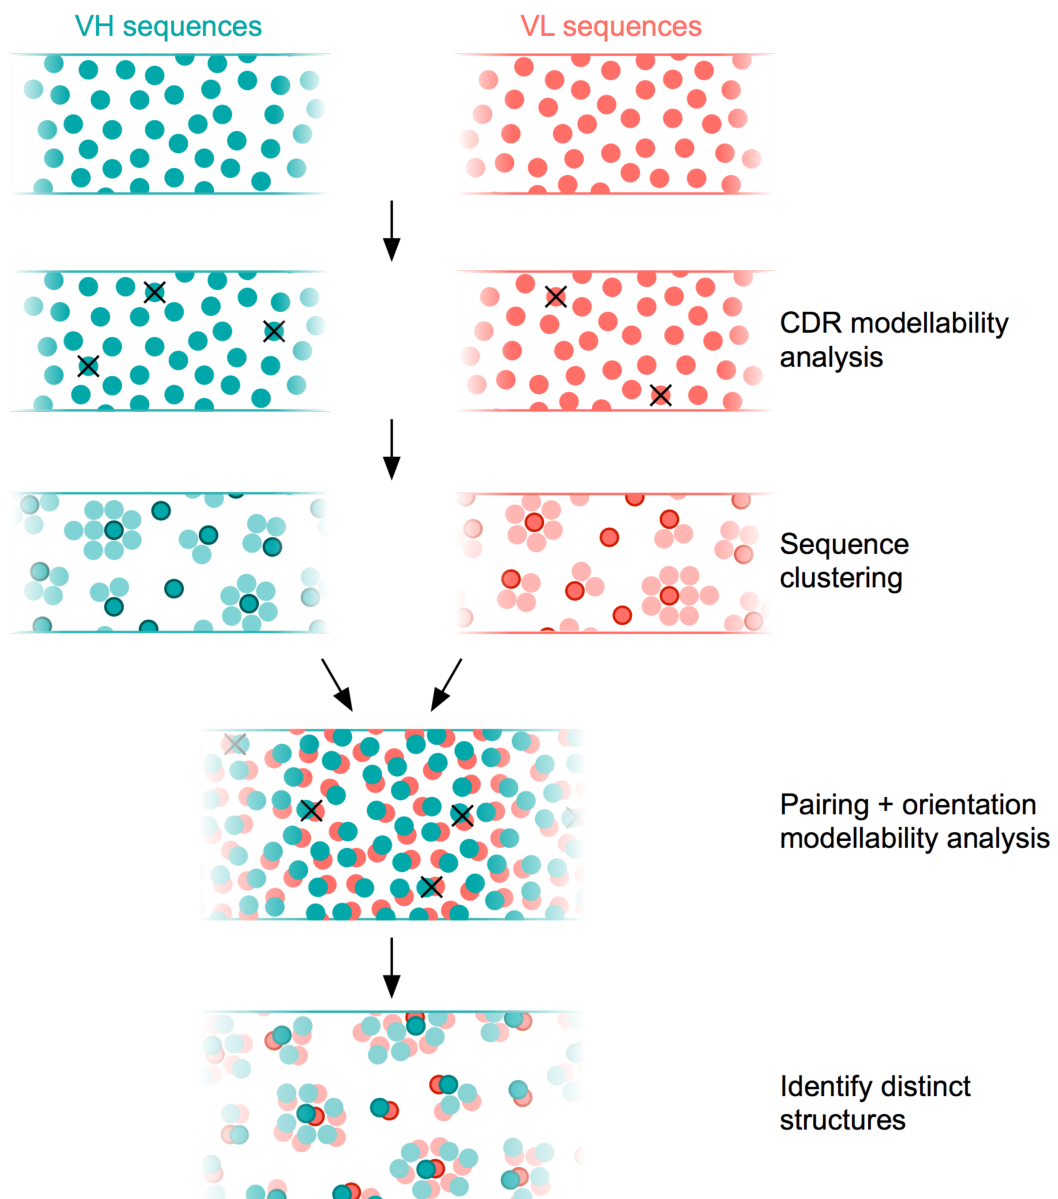 VH sequences
VL sequences
CDR modellability
analysis
Sequence
clustering
Pairing + orientation
modellability analysis
Identify distinct
structures